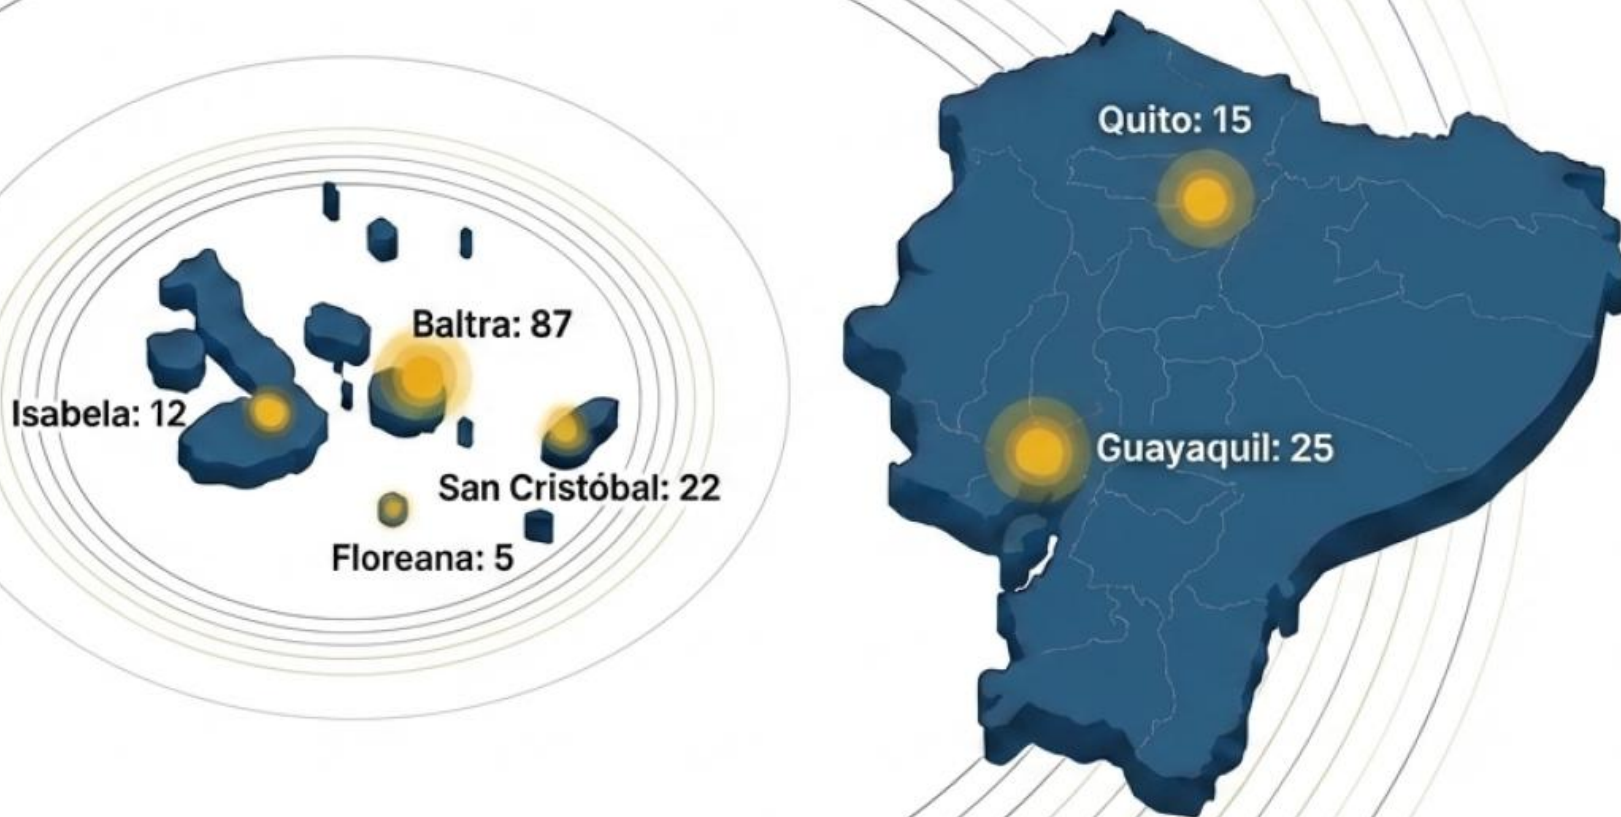 Baltra: 87
Isabela: 12
San Cristóbal: 22
Floreana: 5
Quito: 15
Guayaquil: 25